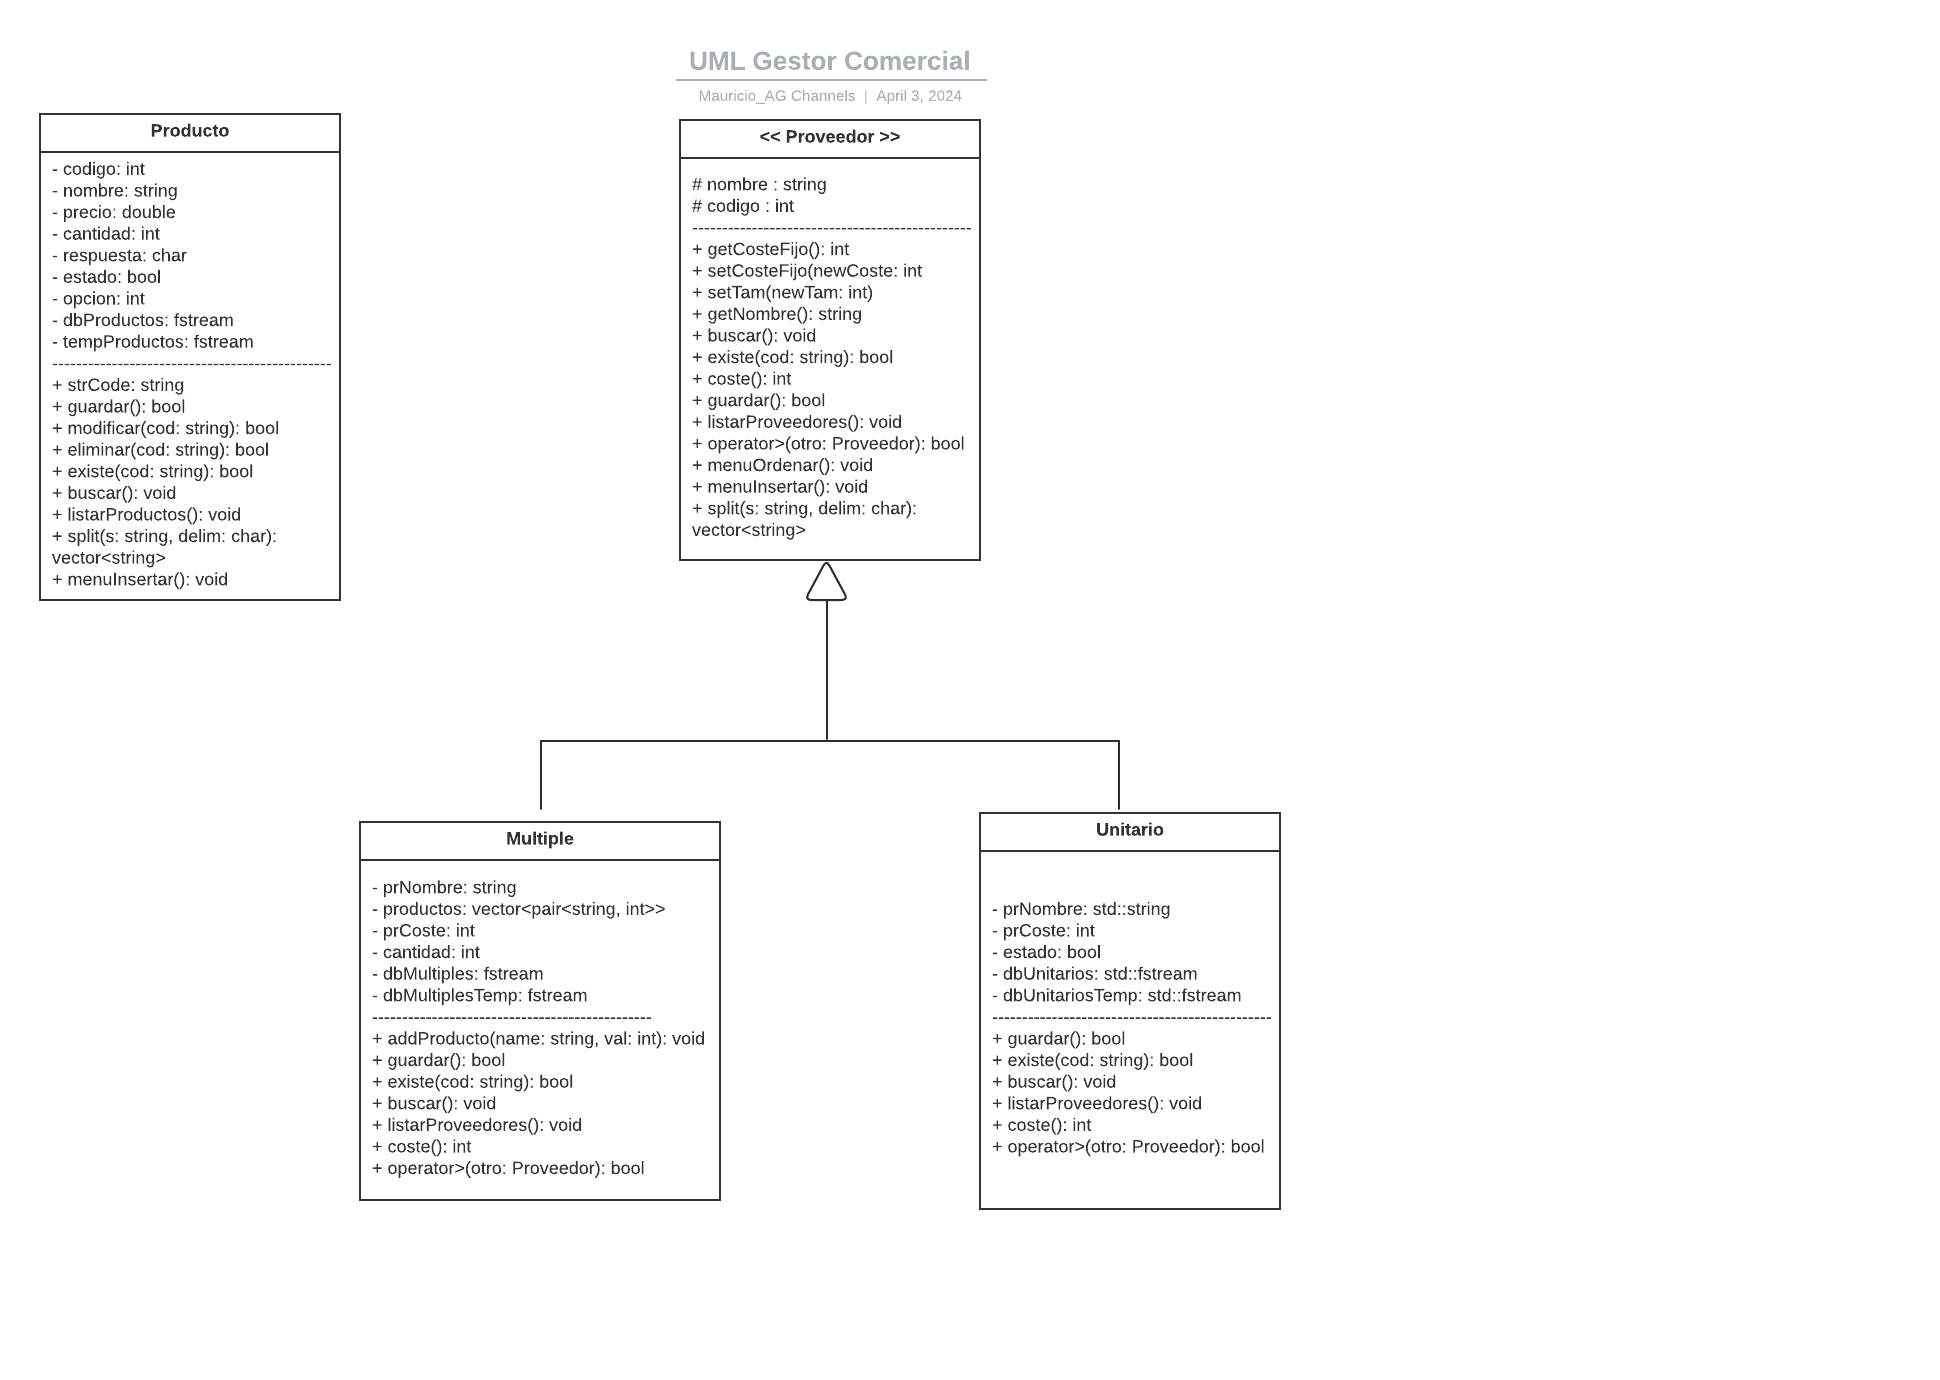 UML Gestor Comercial
Mauricio_AG Channels | April 3, 2024
Producto
- codigo: int
- nombre: string
- precio: double
- cantidad: int
- respuesta: char
- estado: bool
- opcion: int
- dbProductos: fstream
- tempProductos: fstream
-----------------------------------------------
+ strCode: string
+ guardar(): bool
+ modificar(cod: string): bool
+ eliminar(cod: string): bool
+ existe(cod: string): bool
+ buscar(): void
+ listarProductos(): void
+ split(s: string, delim: char):
vector<string>
+ menuInsertar(): void
<< Proveedor >>
# nombre : string
# codigo : int
-----------------------------------------------
+ getCosteFijo(): int
+ setCosteFijo(newCoste: int
+ setTam(newTam: int)
+ getNombre(): string
+ buscar(): void
+ existe(cod: string): bool
+ coste(): int
+ guardar(): bool
+ listarProveedores(): void
+ operator>(otro: Proveedor): bool
+ menuOrdenar(): void
+ menuInsertar(): void
+ split(s: string, delim: char):
vector<string>
Multiple
- prNombre: string
- productos: vector<pair<string, int>>
- prCoste: int
- cantidad: int
- dbMultiples: fstream
- dbMultiplesTemp: fstream
-----------------------------------------------
+ addProducto(name: string, val: int): void
+ guardar(): bool
+ existe(cod: string): bool
+ buscar(): void
+ listarProveedores(): void
+ coste(): int
+ operator>(otro: Proveedor): bool
Unitario
- prNombre: std::string
- prCoste: int
- estado: bool
- dbUnitarios: std::fstream
- dbUnitariosTemp: std::fstream
-----------------------------------------------
+ guardar(): bool
+ existe(cod: string): bool
+ buscar(): void
+ listarProveedores(): void
+ coste(): int
+ operator>(otro: Proveedor): bool